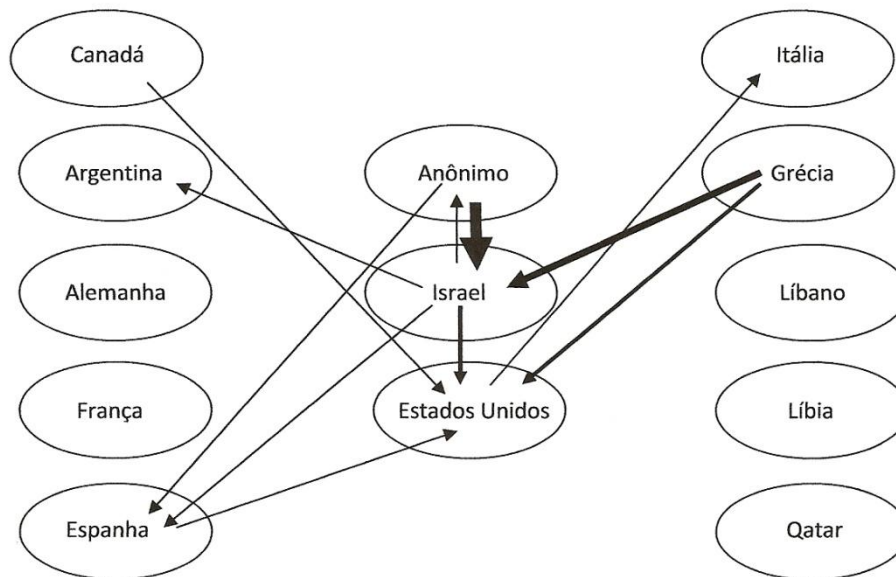 Canadá
Itália
Argentina
Anônimo
Grécia
Alemanha
Israel
Líbano
França
Estados Unidos
Líbia
Espanha
Qatar